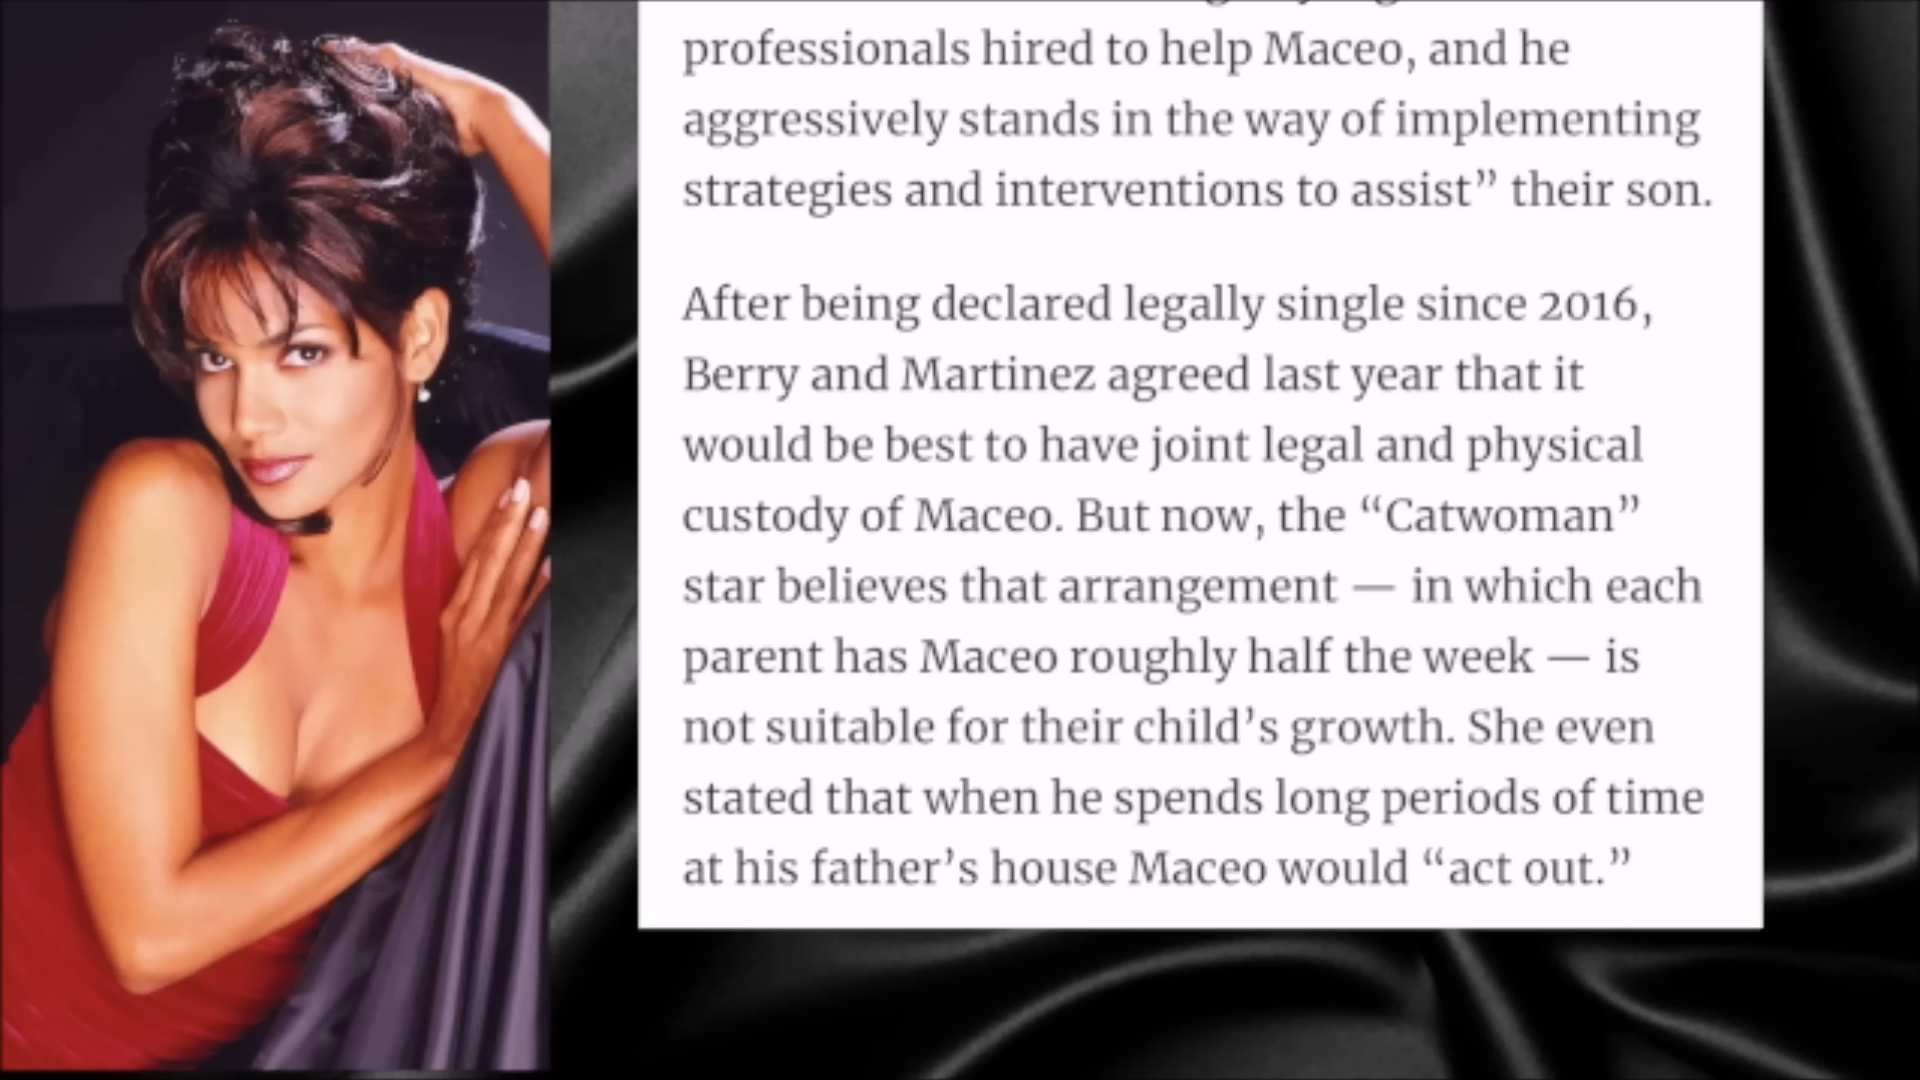 professionals hired to help Maceo, and he
aggressively stands in the way of implementing
strategies and interventions to assist” their son.
After being declared legally single since 2016,
Berry and Martinez agreed last year that it
would be best to have joint legal and physical
custody of Maceo. But now, the “Catwoman”
star believes that arrangement — in which each
parent has Maceo roughly half the week — is
not suitable for their child’s growth. She even
stated that when he spends long periods of time
at his father’s house Maceo would “act out.”